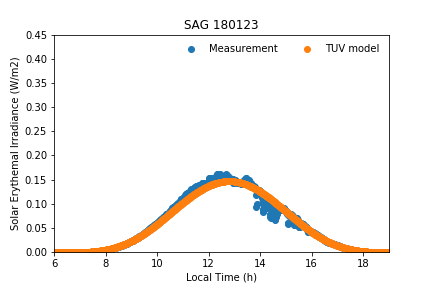 SAG 180123
Measurement
TUV model
0.45
0.40
0.35
0.30
0.25
0.20
0.15
0.10
0.05
0.00
Solar Erythemal Irradiance (W/m2)
6 8 10 12 14 16 18
Local Time (h)